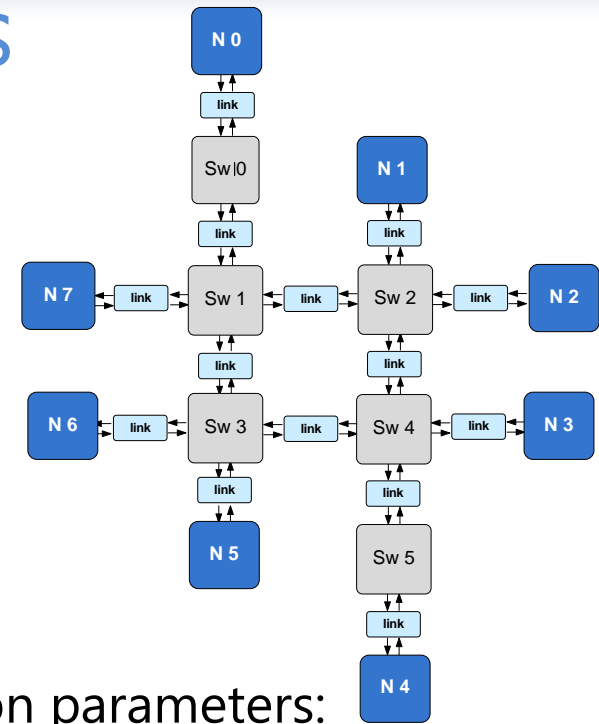 S
N 0
link
Sw 0
N 1
link
link
N 7
link
Sw 1
link
Sw 2
link
N 2
link
link
N 6
link
Sw 3
link
Sw 4
link
N 3
link
link
N 5
Sw 5
link
N 4
on parameters: